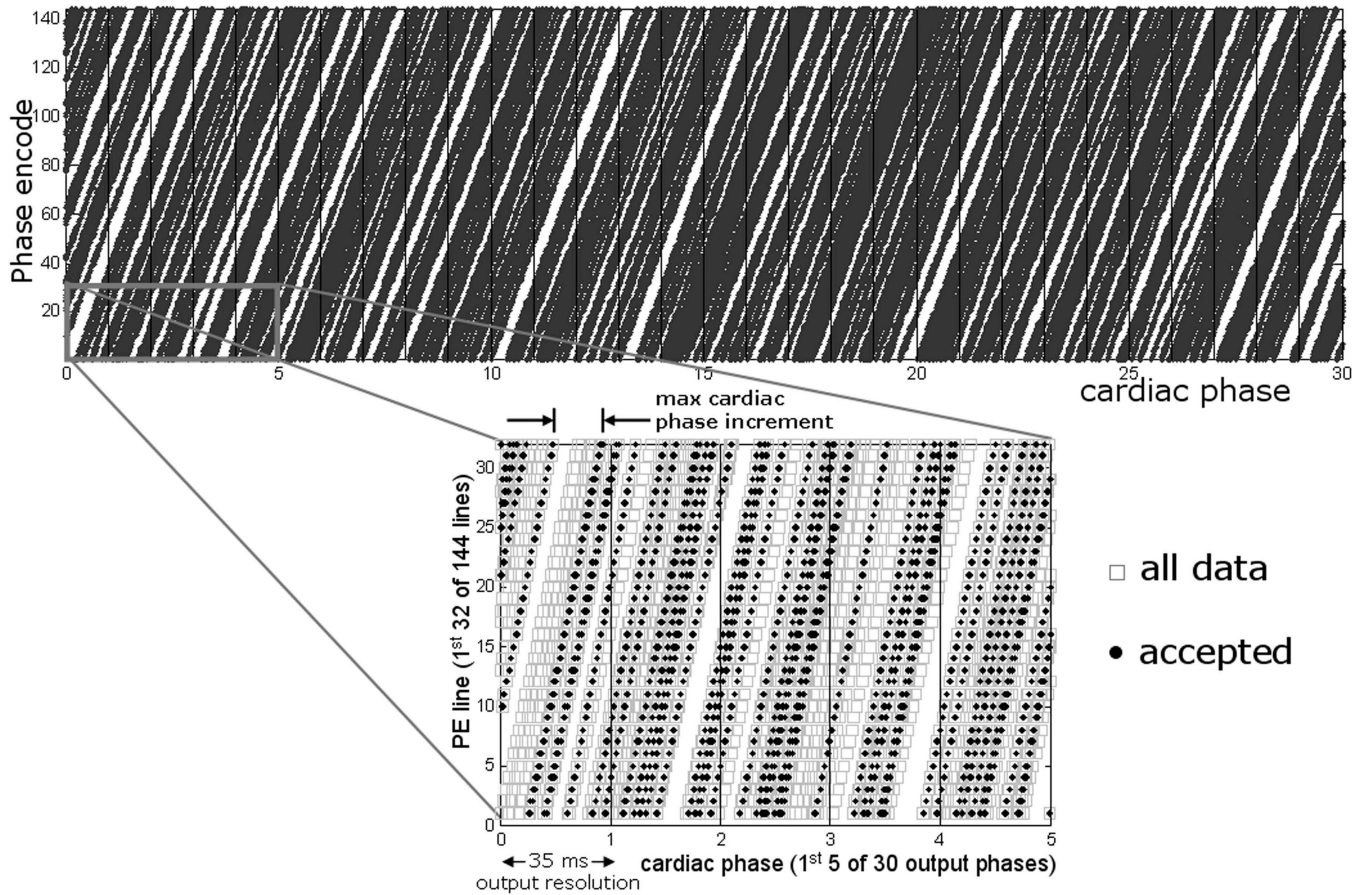 140
120
100
80
60
40
20
Phase encode
0
5
10
15
20
25
30
cardiac phase
max cardiac
phase increment
30
25
20
15
10
5
0
PE line (1st 32 of 144 lines)
0
1
2
3
4
5
35 ms
output resolution
cardiac phase (1st 5 of 30 output phases)
all data
accepted